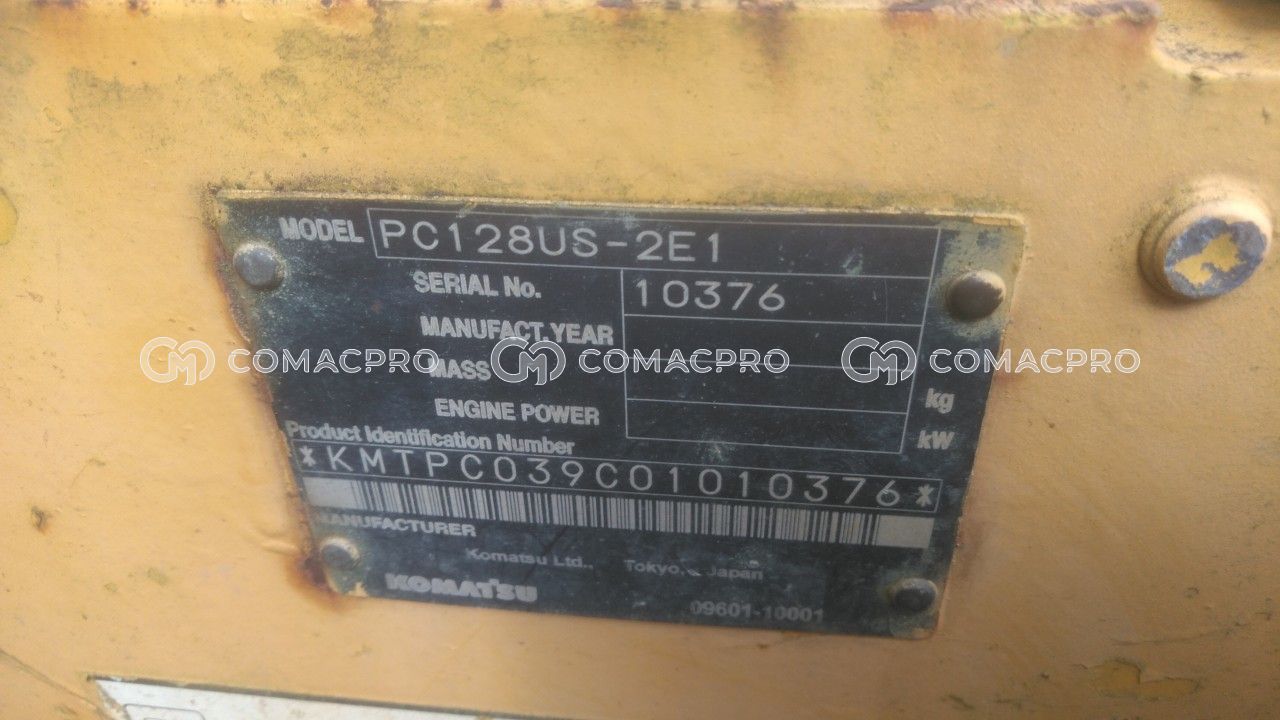 MODEL PC128US-2E1
SERIAL No. 10376
MANUFACT. YEAR
COMACPRO COMACPRO COMACPRO
MASS kg
ENGINE POWER kW
Product Identification Number
*KMTPC039C01010376*
MANUFACTURER
Komatsu Ltd., Tokyo, Japan
KOMATSU
09601-10001